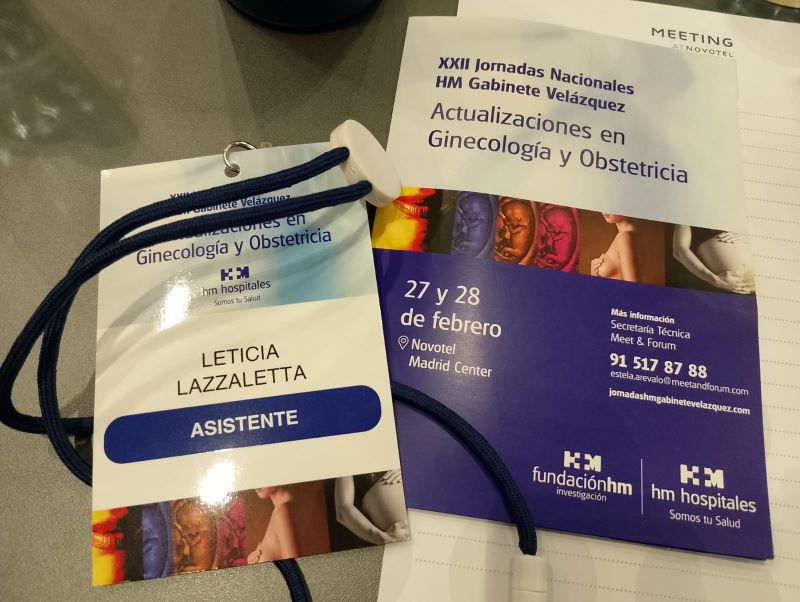 MEETING
AT NOVOTEL
XXII Jornadas Nacionales
HM Gabinete Velázquez
Actualizaciones en
Ginecología y Obstetricia
27 y 28
de febrero
Novotel
Madrid Center
Más información
Secretaría Técnica
Meet & Forum
91 517 87 88
estela.arevalo@meetandforum.com
jornadashmgabinetevelazquez.com
fundaciónhm
investigación
hm hospitales
Somos tu Salud
XXII
Gabinete Velázquez
en
Ginecología y Obstetricia
hm hospitales
Somos tu Salud
LETICIA
LAZZALETTA
ASISTENTE